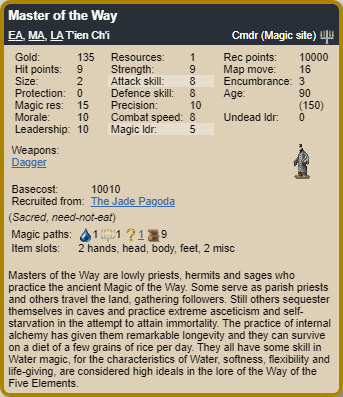 Master of the Way
EA, MA, LA T'ien Ch'i Cmdr (Magic site)
Gold: 135 Resources: 1 Rec points: 10000
Hit points: 9 Strength: 9 Map move: 16
Size: 2 Attack skill: 8 Encumbrance: 3
Protection: 0 Defence skill: 8 Age: 90
Magic res: 15 Precision: 10 (150)
Morale: 10 Combat speed: 8 Undead ldr: 0
Leadership: 10 Magic ldr: 5
Weapons:
Dagger
Basecost: 10010
Recruited from: The Jade Pagoda
(Sacred, need-not-eat)
Magic paths: 1 1 ? 1 9
Item slots: 2 hands, head, body, feet, 2 misc
Masters of the Way are lowly priests, hermits and sages who
practice the ancient Magic of the Way. Some serve as parish priests
and others travel the land, gathering followers. Still others sequester
themselves in caves and practice extreme asceticism and self-
starvation in the attempt to attain immortality. The practice of internal
alchemy has given them remarkable longevity and they can survive
on a diet of a few grains of rice per day. They all have some skill in
Water magic, for the characteristics of Water, softness, flexibility and
life-giving, are considered high ideals in the lore of the Way of the
Five Elements.